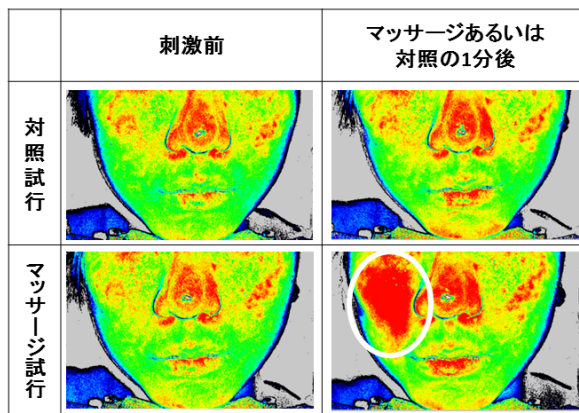 刺激前
マッサージあるいは
対照の1分後
対照試行
マッサージ試行